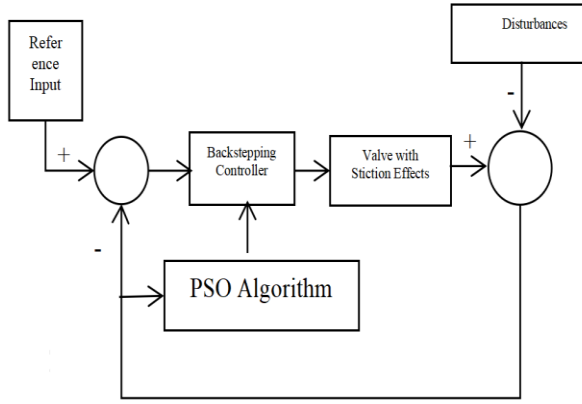 Refer
ence
Input
Disturbances
-
+
+
Backstepping
Controller
Valve with
Stiction Effects
-
PSO Algorithm